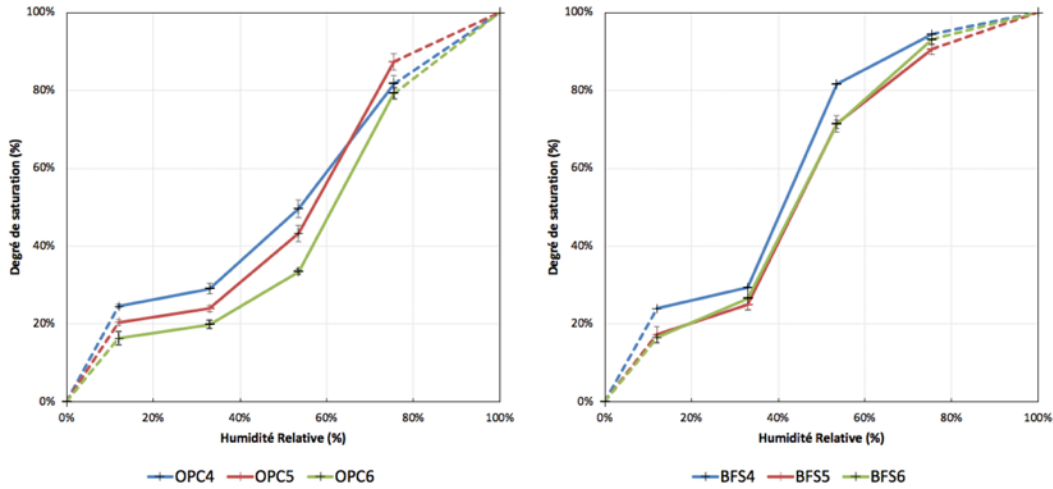 100%
80%
60%
40%
20%
0%
Degré de saturation (%)
0% 20% 40% 60% 80% 100%
Humidité Relative (%)
OPC4 OPC5 OPC6
100%
80%
60%
40%
20%
0%
Degré de saturation (%)
0% 20% 40% 60% 80% 100%
Humidité Relative (%)
BFS4 BFS5 BFS6